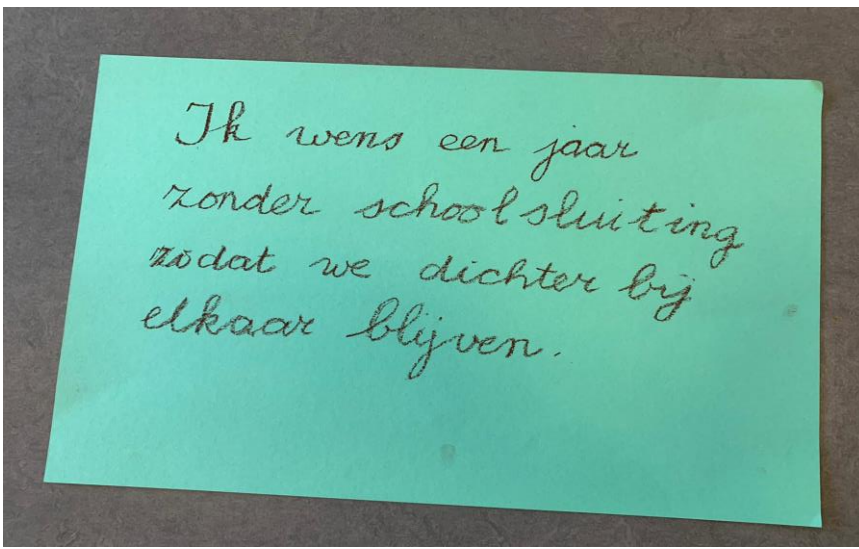 Ik wens een jaar
zonder schoolsluiting
zodat we dichter bij
elkaar blijven.